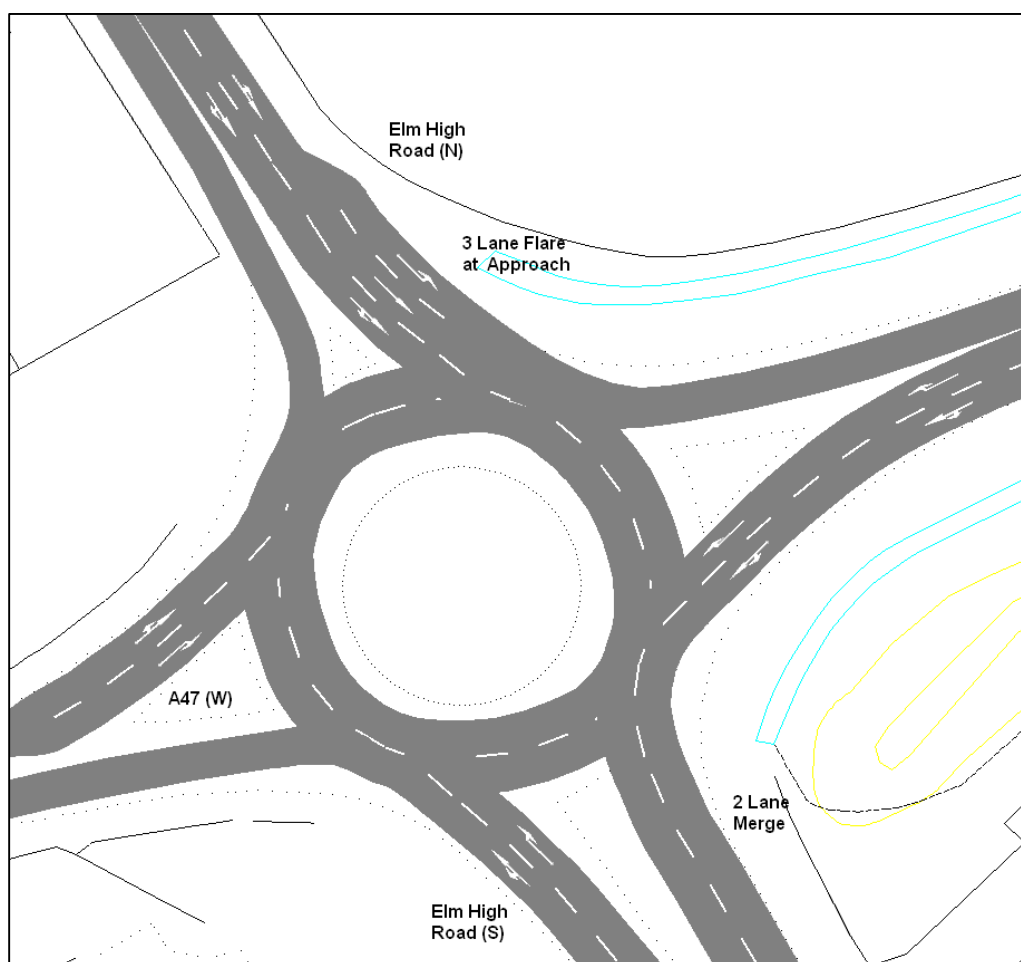 Elm High
Road (N)
3 Lane Flare
at Approach
A47 (W)
2 Lane
Merge
Elm High
Road (S)